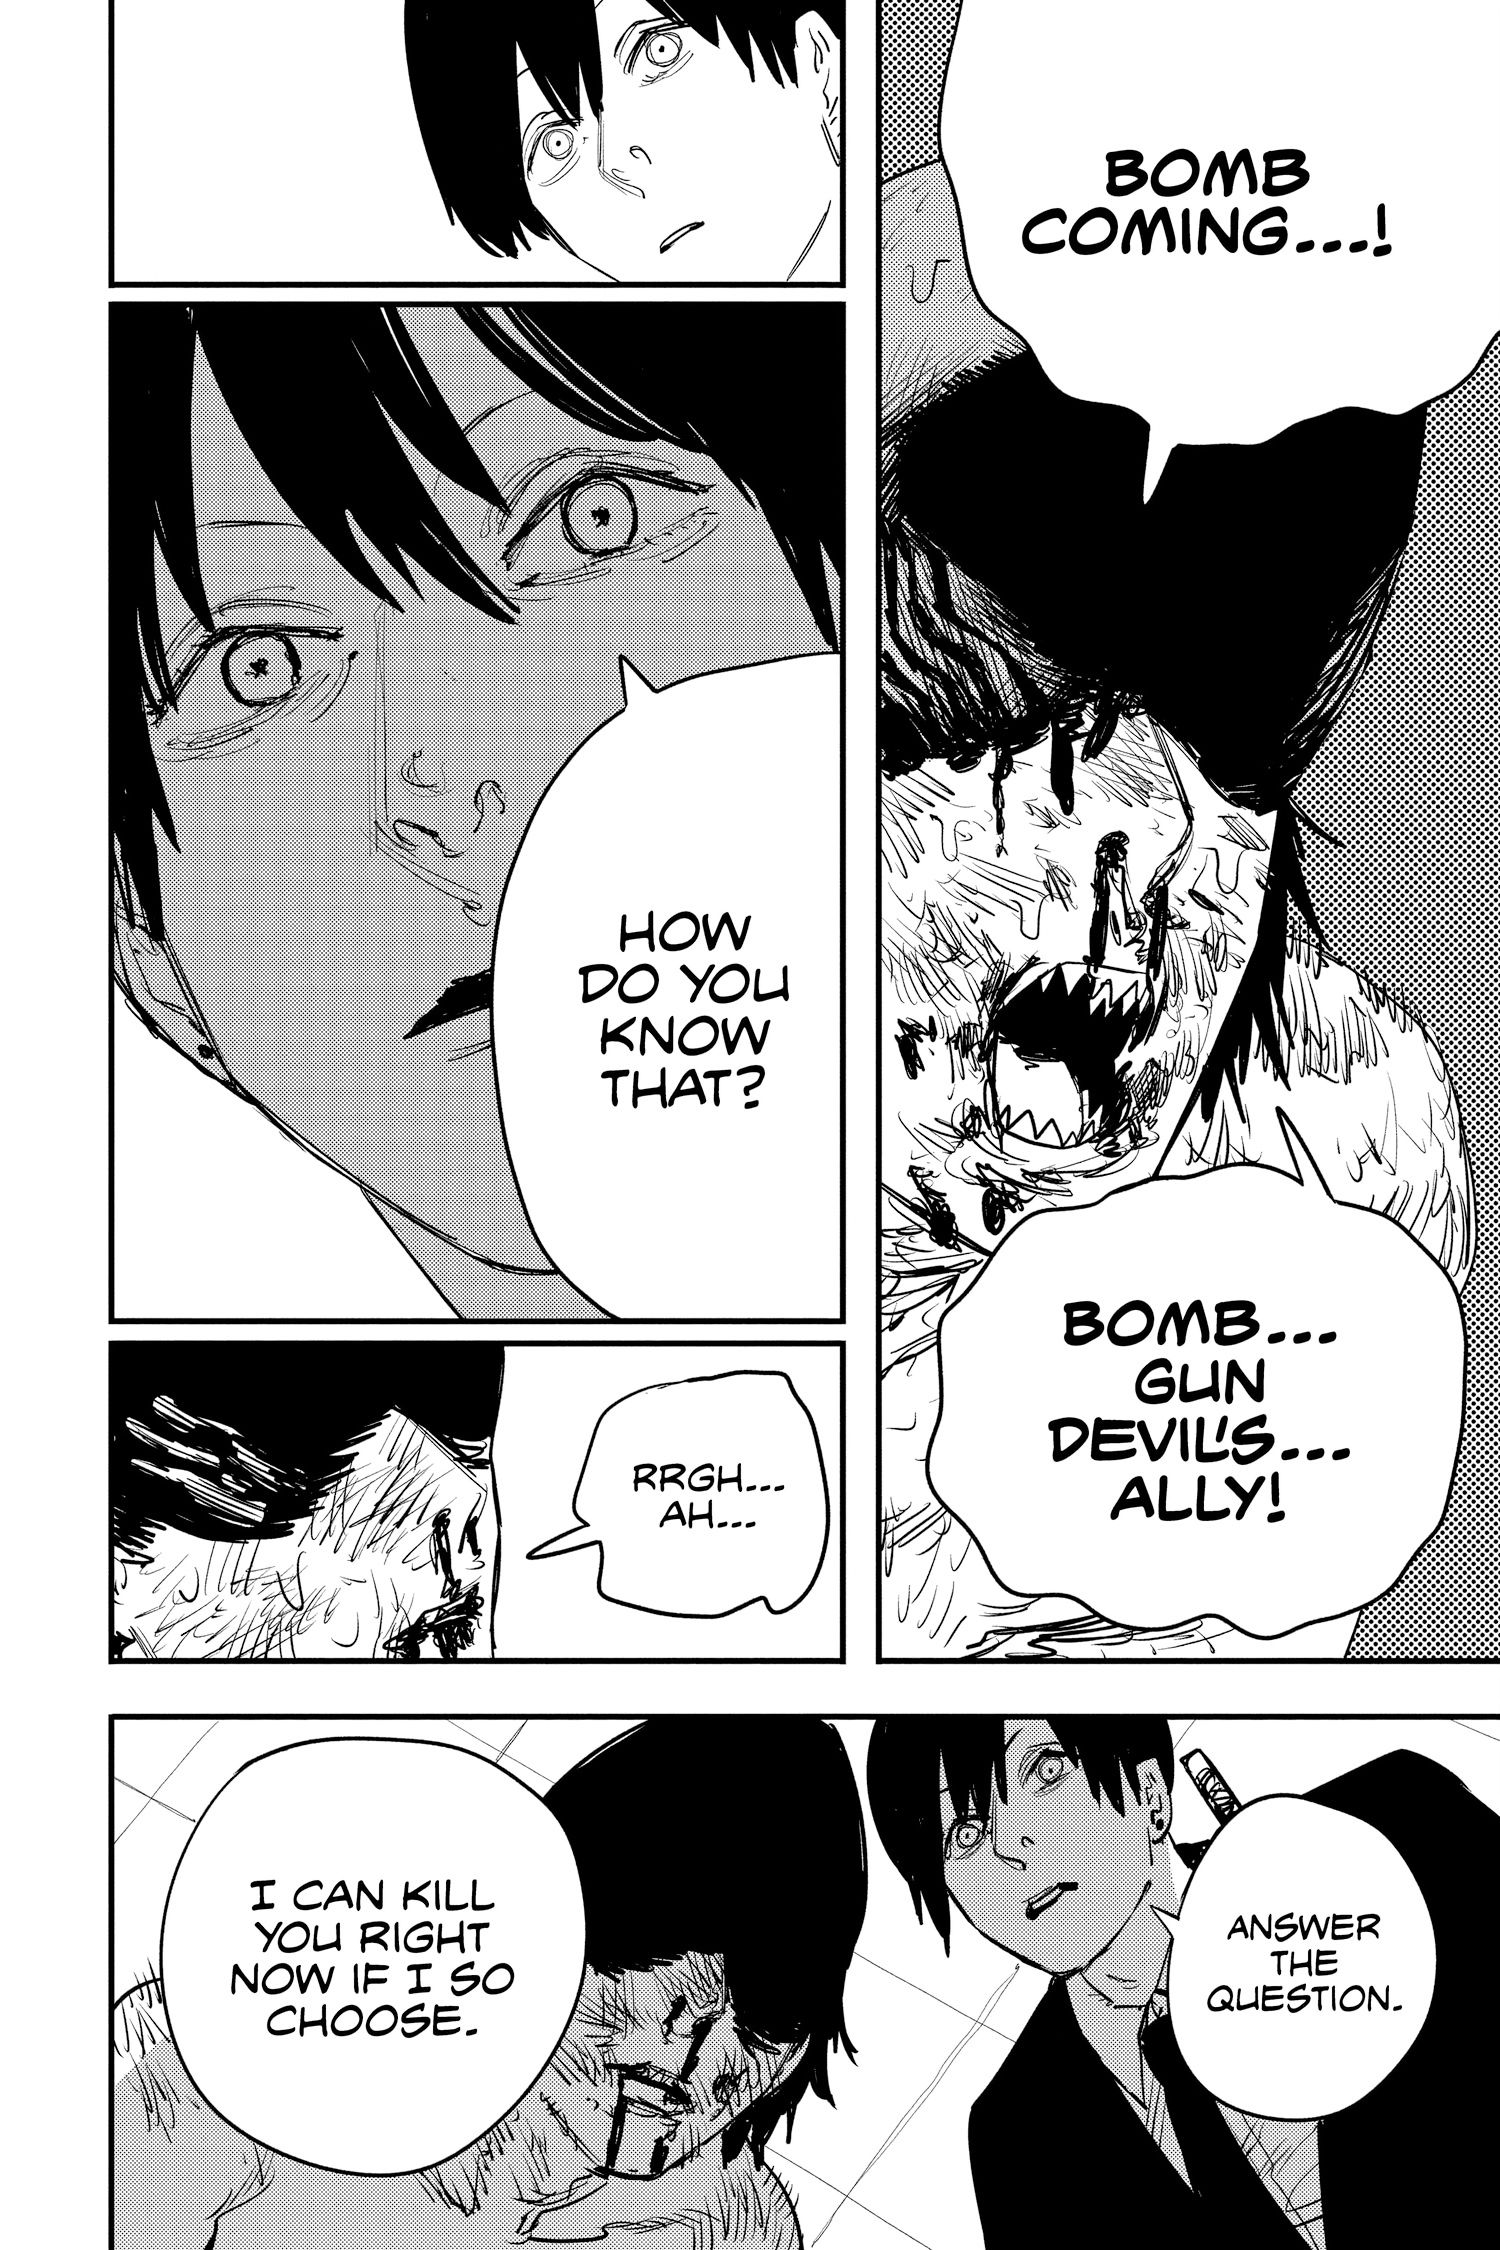 BOMB
COMING...!
BOMB...
GUN
DEVIL'S...
ALLY!
HOW
DO YOU
KNOW
THAT?
RRGH...
AH...
ANSWER
THE
QUESTION.
I CAN KILL
YOU RIGHT
NOW IF I SO
CHOOSE.